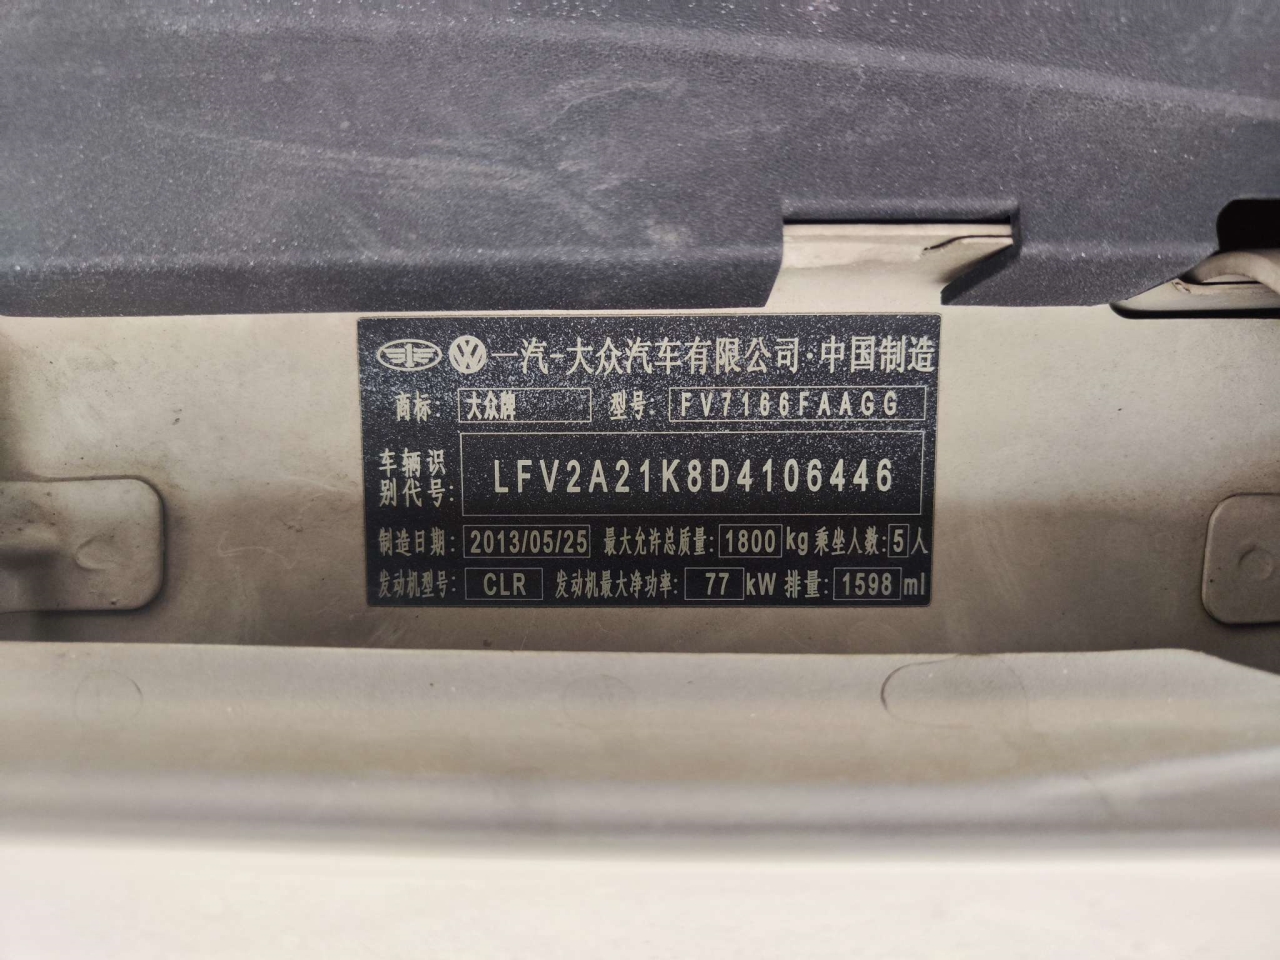 一汽-大众汽车有限公司·中国制造
商标: 大众牌 型号: FV7166FAAGG
车辆识别代号: LFV2A21K8D4106446
制造日期: 2013/05/25 最大允许总质量: 1800 kg 乘坐人数: 5 人
发动机型号: CLR 发动机最大净功率: 77 kW 排量: 1598 ml